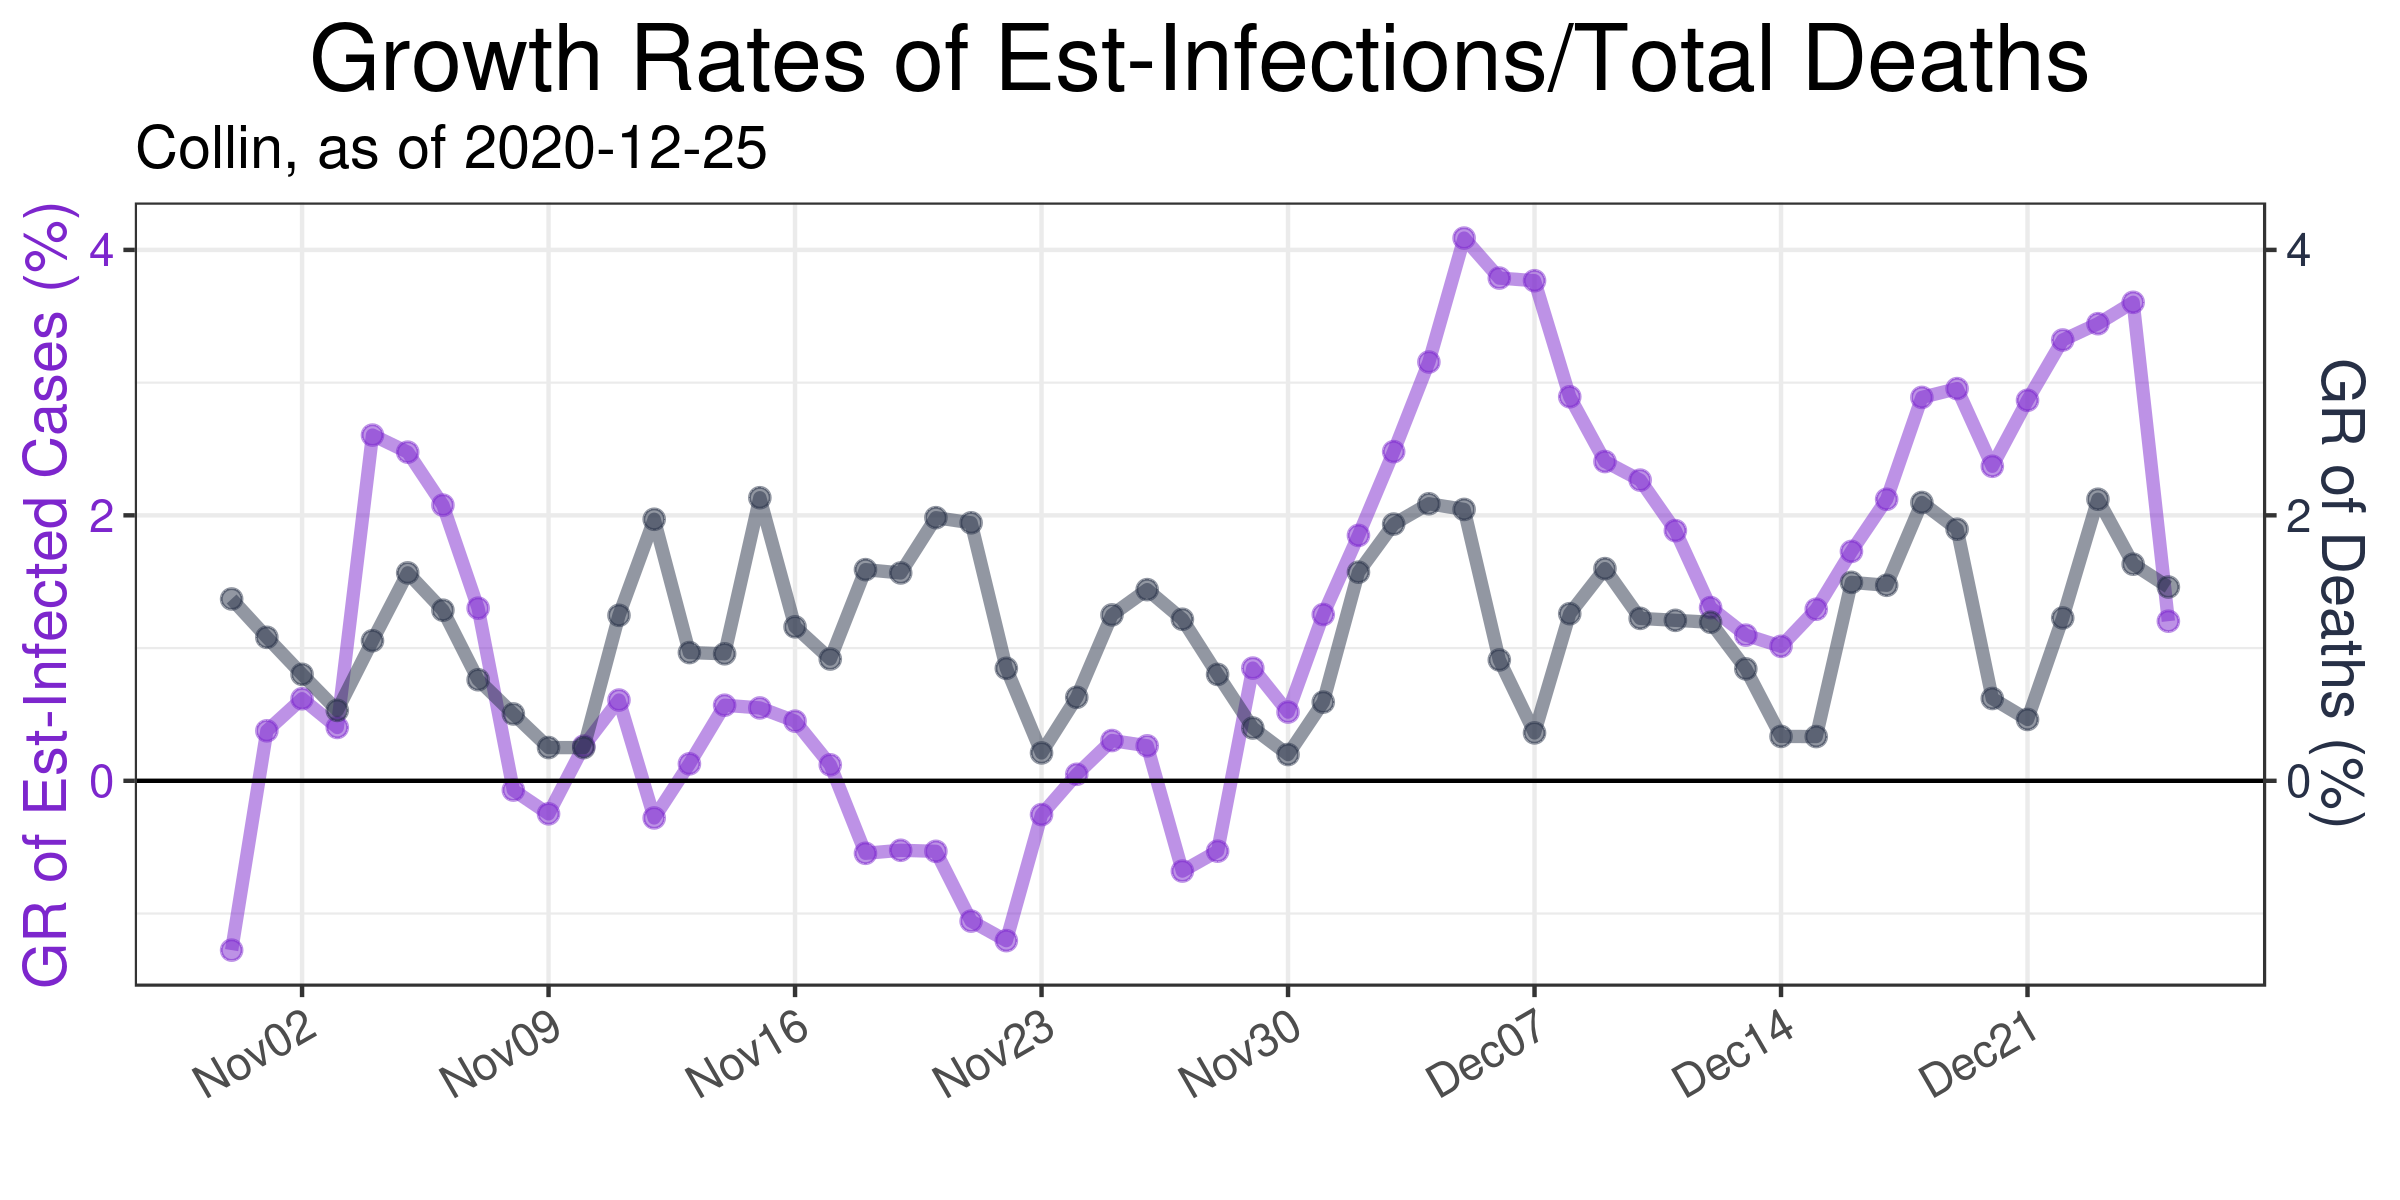 Growth Rates of Est-Infections/Total Deaths
Collin, as of 2020-12-25
GR of Est-Infected Cases (%)
4
2
0
4
2
0
GR of Deaths (%)
Nov02
Nov09
Nov16
Nov23
Nov30
Dec07
Dec14
Dec21